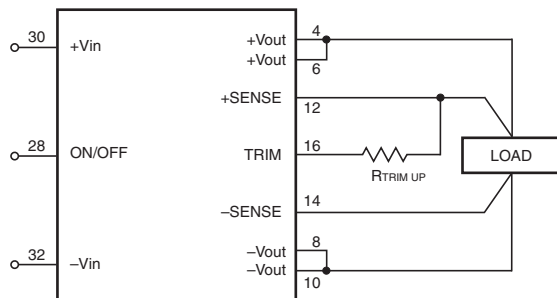 30 +Vin
+Vout 4
+Vout 6
+SENSE 12
28 ON/OFF
TRIM 16
RTRIM UP
LOAD
–SENSE 14
32 –Vin
–Vout 8
–Vout 10